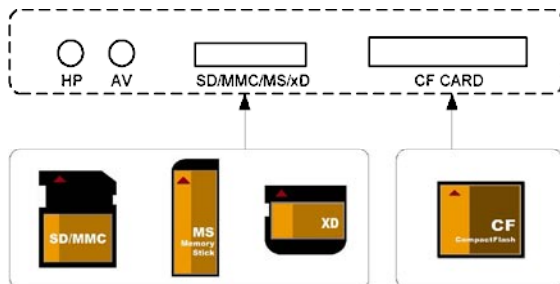 HP AV SD/MMC/MS/xD CF CARD
SD/MMC
MS
Memory
Stick
XD
CF
CompactFlash